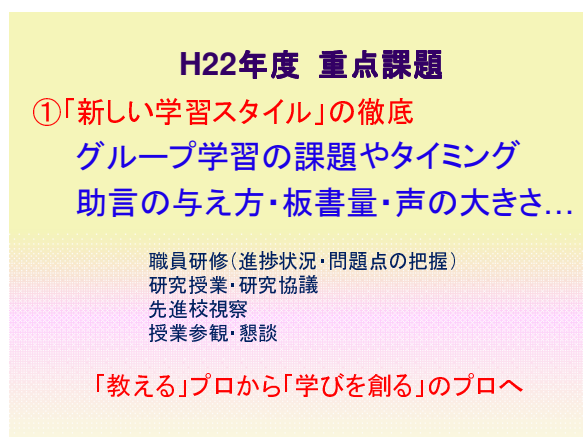 H22年度 重点課題
①「新しい学習スタイル」の徹底
グループ学習の課題やタイミング
助言の与え方・板書量・声の大きさ…
職員研修(進捗状況・問題点の把握)
研究授業・研究協議
先進校視察
授業参観・懇談
「教える」プロから「学びを創る」のプロへ